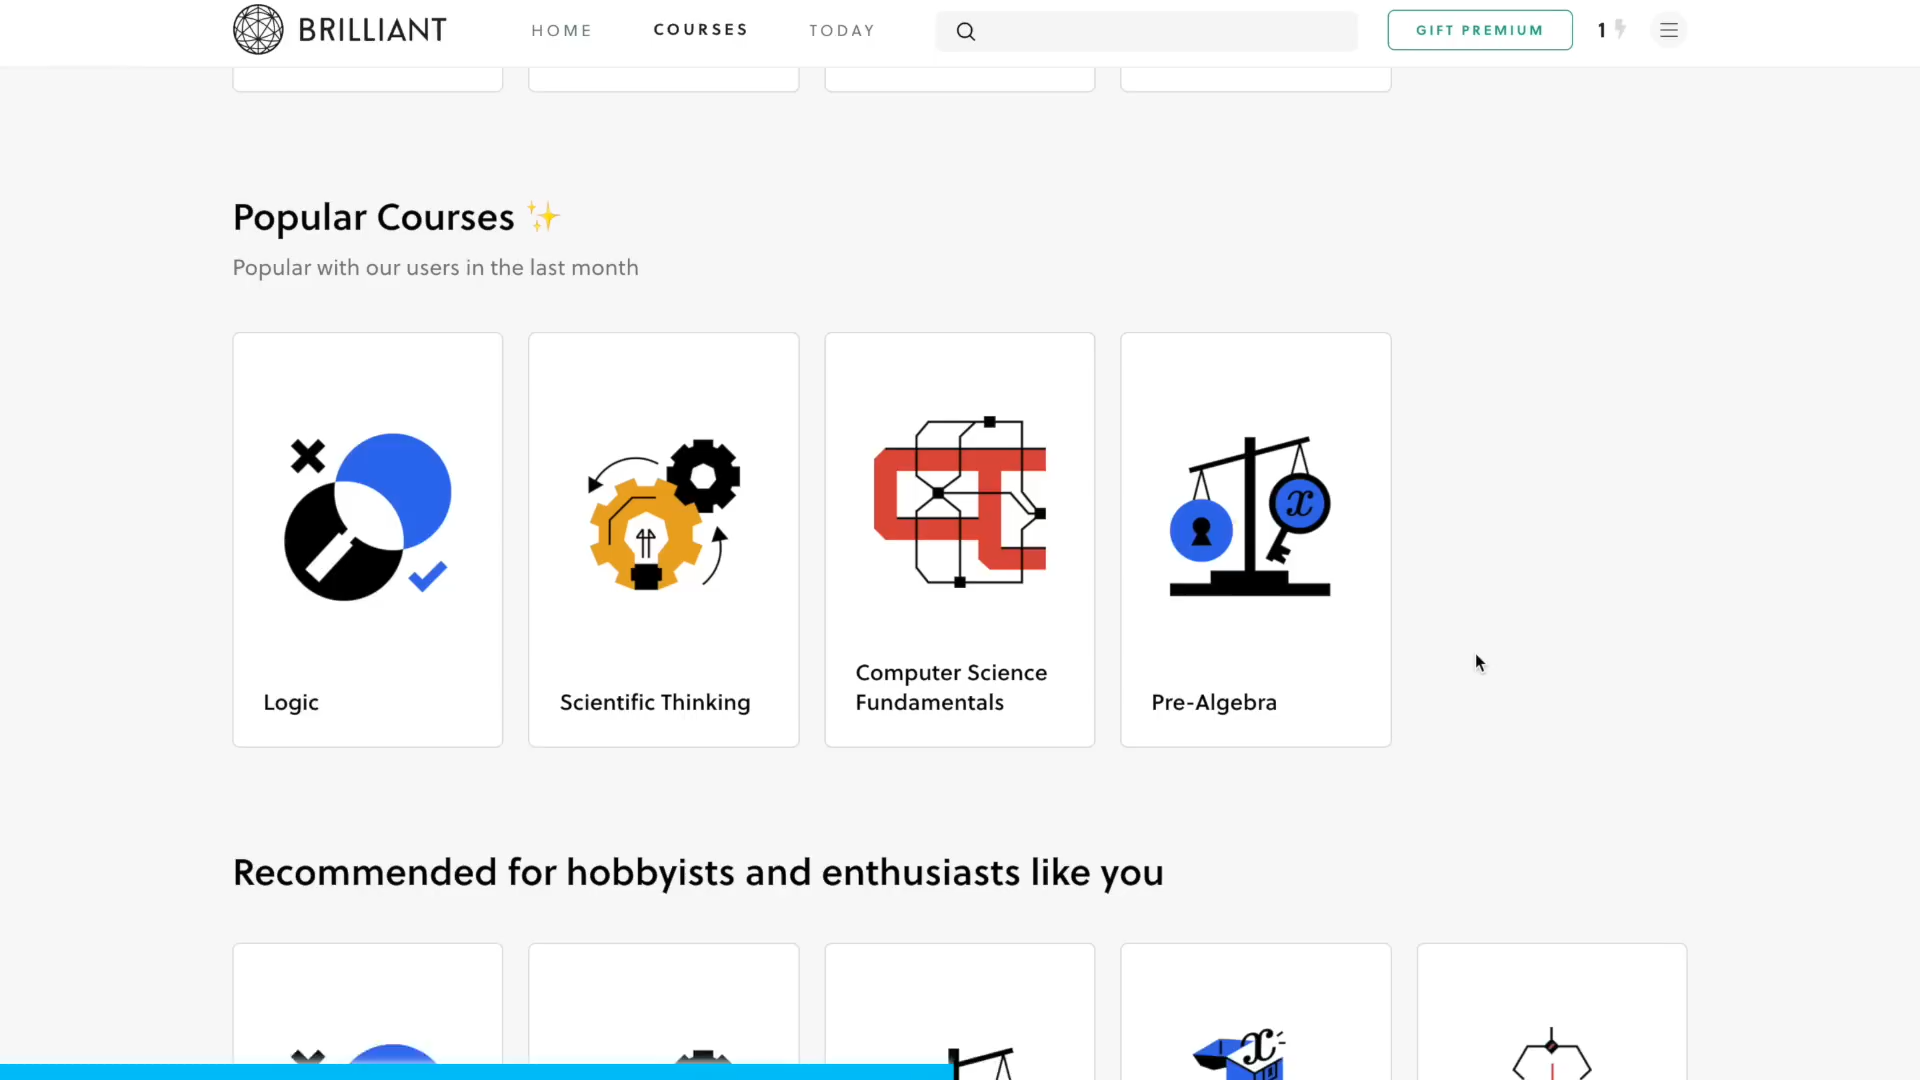 BRILLIANT
HOME
COURSES
TODAY
GIFT PREMIUM
1
Popular Courses ✨
Popular with our users in the last month
x
Logic
Scientific Thinking
Computer Science
Fundamentals
Pre-Algebra
Recommended for hobbyists and enthusiasts like you
x